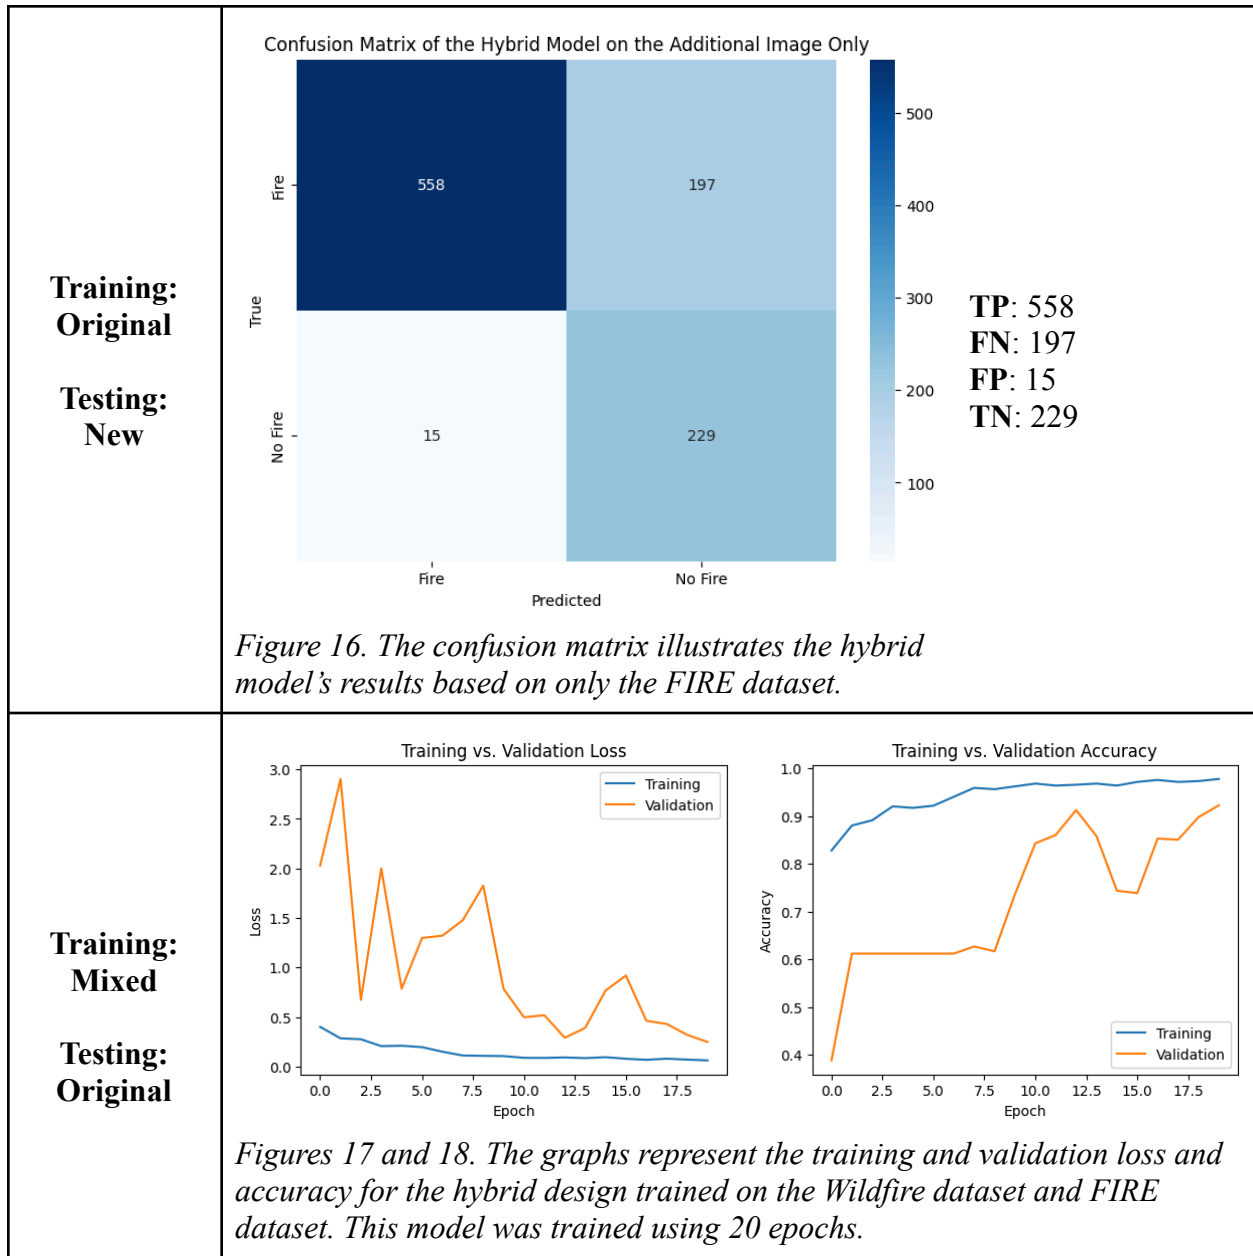 Training:
Original
Testing:
New
Confusion Matrix of the Hybrid Model on the Additional Image Only
Fire
No Fire
True
558
197
15
229
Fire
No Fire
Predicted
500
400
300
200
100
TP: 558
FN: 197
FP: 15
TN: 229
Figure 16. The confusion matrix illustrates the hybrid
model’s results based on only the FIRE dataset.
Training:
Mixed
Testing:
Original
Training vs. Validation Loss
Training
Validation
3.0
2.5
2.0
1.5
1.0
0.5
0.0
Loss
0.0 2.5 5.0 7.5 10.0 12.5 15.0 17.5
Epoch
Training vs. Validation Accuracy
1.0
0.9
0.8
0.7
0.6
0.5
0.4
Accuracy
Training
Validation
0.0 2.5 5.0 7.5 10.0 12.5 15.0 17.5
Epoch
Figures 17 and 18. The graphs represent the training and validation loss and
accuracy for the hybrid design trained on the Wildfire dataset and FIRE
dataset. This model was trained using 20 epochs.